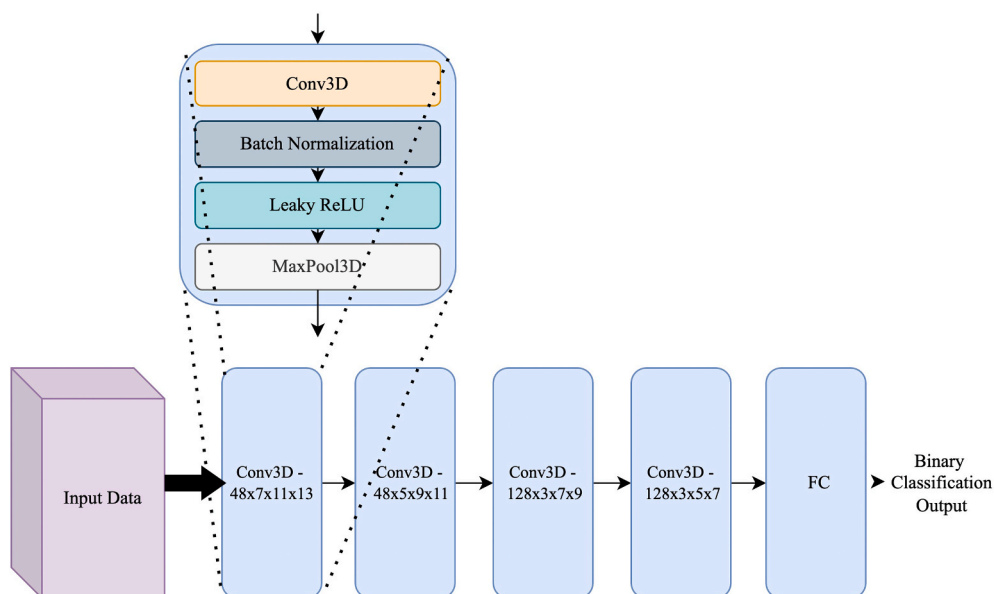 Conv3D
Batch Normalization
Leaky ReLU
MaxPool3D
Input Data
Conv3D -
48x7x11x13
Conv3D -
48x5x9x11
Conv3D -
128x3x7x9
Conv3D -
128x3x5x7
FC
Binary
Classification
Output